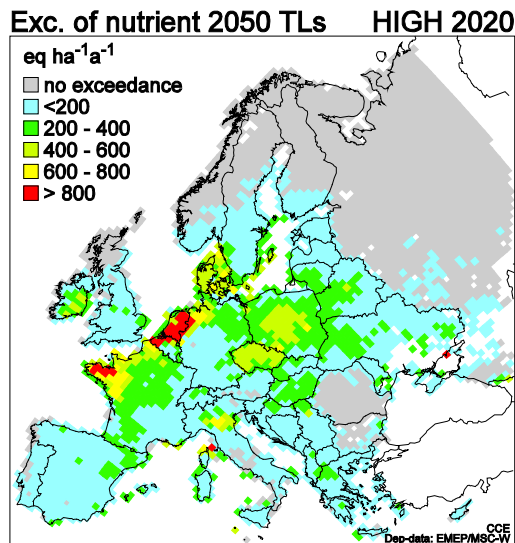 Exc. of nutrient 2050 TLs HIGH 2020
eq ha⁻¹a⁻¹
no exceedance
<200
200 - 400
400 - 600
600 - 800
> 800
CCE
Dep-data: EMEP/MSC-W